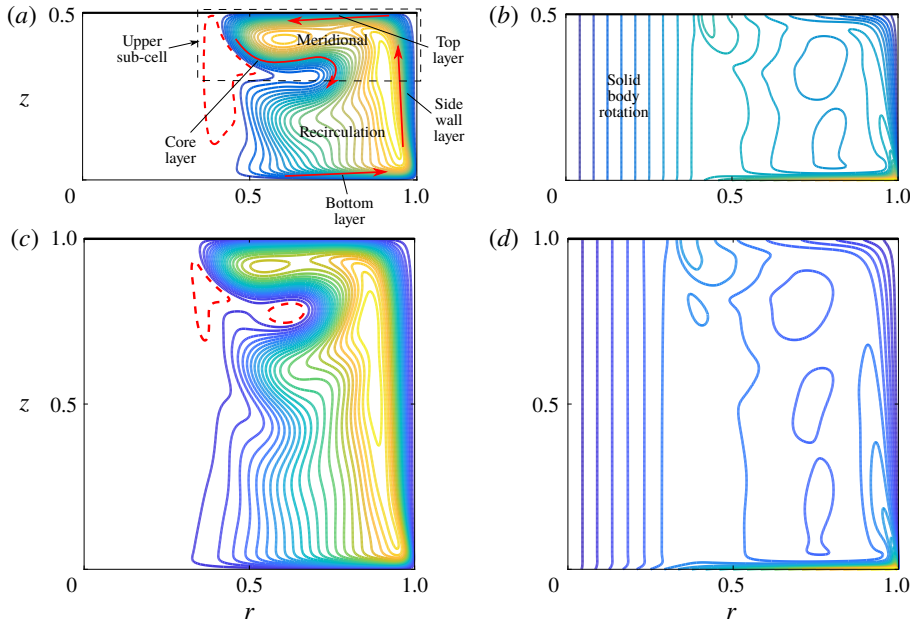 (a)
0.5
Upper
sub-cell
Meridional
Top
layer
z
Side
wall
layer
Recirculation
Core
layer
0
0.5
1.0
Bottom
layer
(b)
0.5
Solid
body
rotation
0
0.5
1.0
(c)
1.0
z
0.5
0
0.5
1.0
r
(d)
1.0
0.5
0
0.5
1.0
r